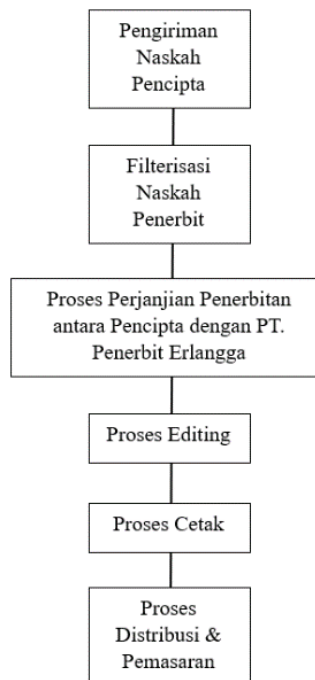 Pengiriman
Naskah
Pencipta
Filterisasi
Naskah
Penerbit
Proses Perjanjian Penerbitan
antara Pencipta dengan PT.
Penerbit Erlangga
Proses Editing
Proses Cetak
Proses
Distribusi &
Pemasaran